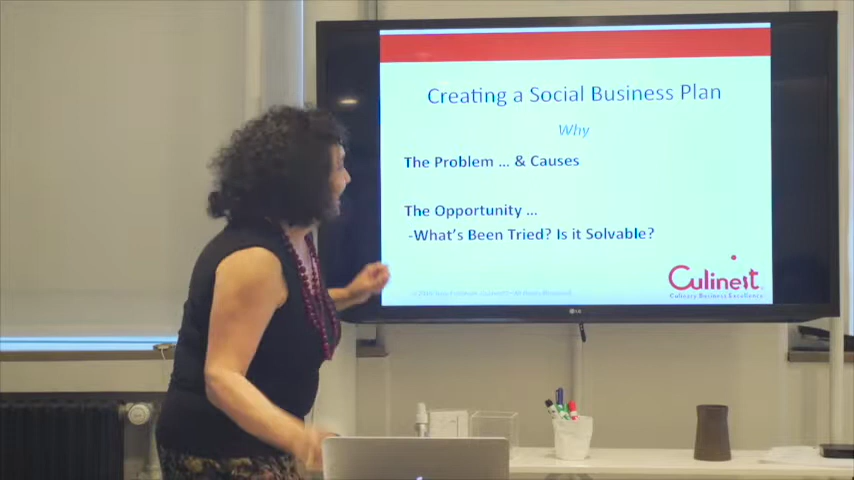 Creating a Social Business Plan
Why
The Problem ... & Causes
The Opportunity ...
-What's Been Tried? Is it Solvable?
Culinest
Culinary Business Excellence
LG